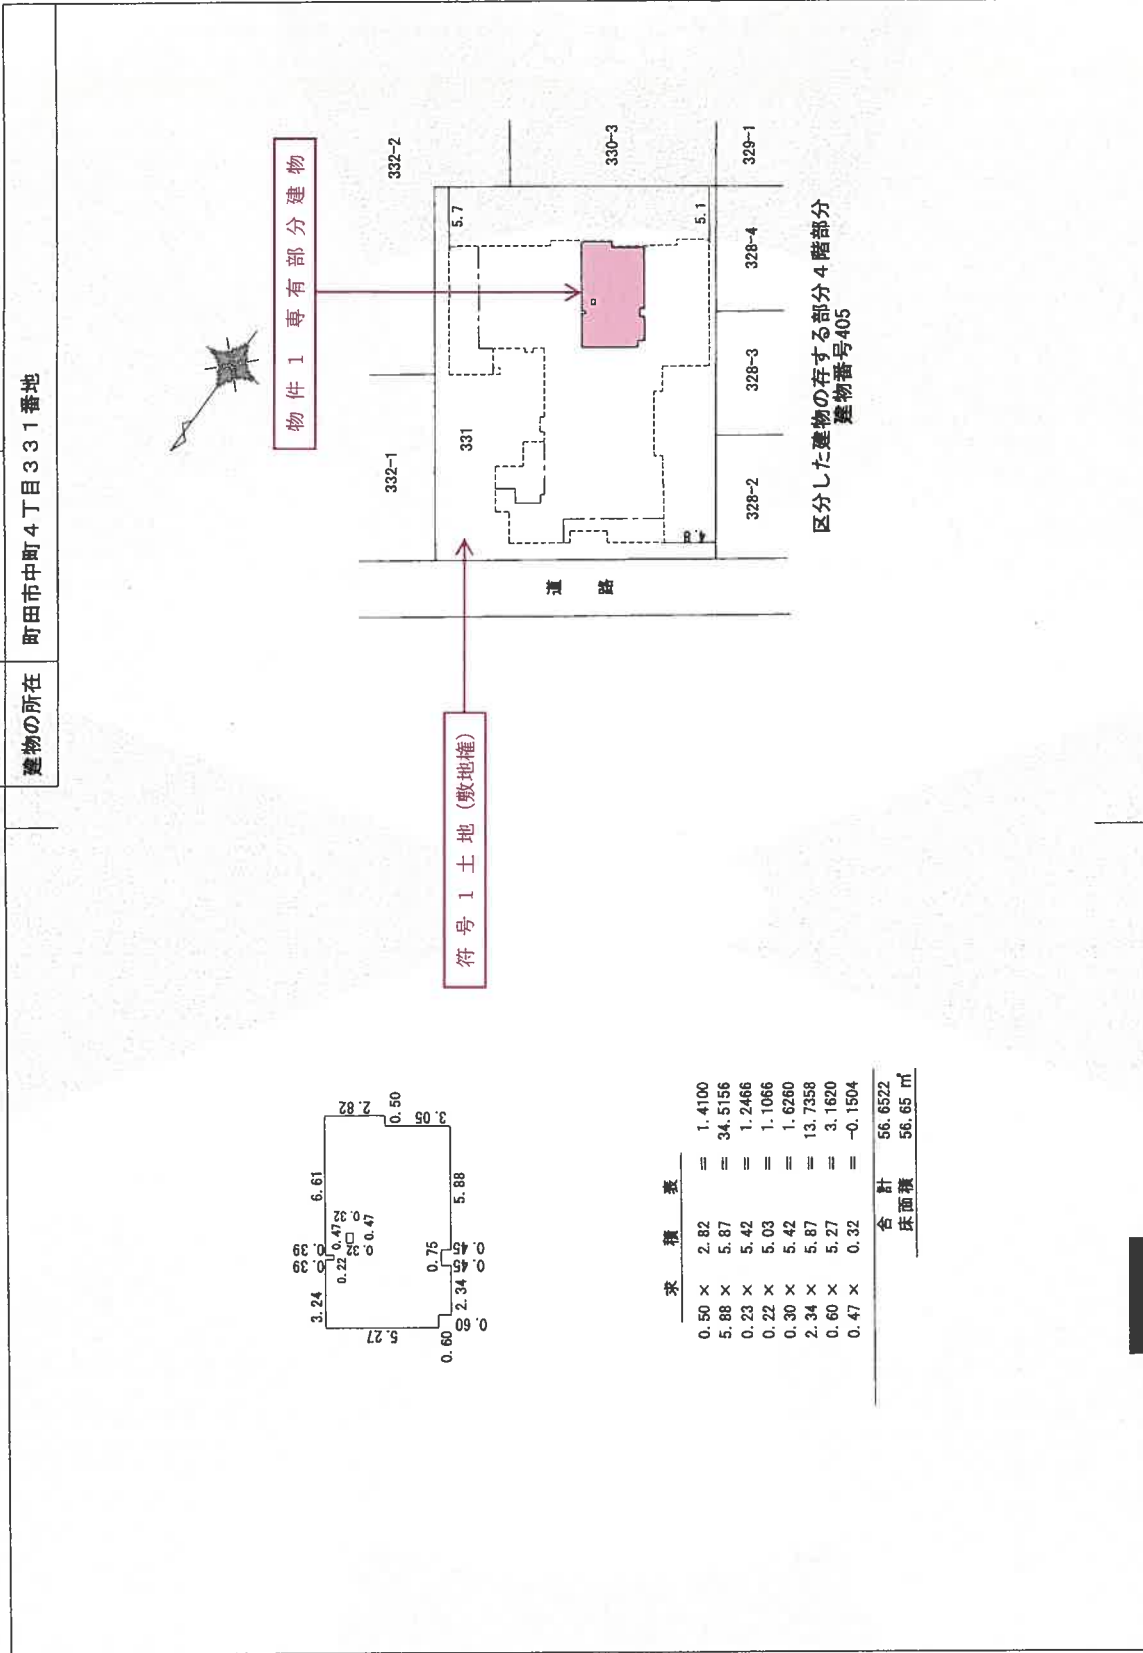 建物の所在 町田市中町4丁目331番地
物件1 専有部分建物
符号1土地(敷地権)
332-2
330-3
329-1
332-1
331
5.7
5.1
4.8
328-4
328-3
328-2
道路
区分した建物の存する部分4階部分
建物番号405
6.61
2.82
0.50
3.05
5.88
0.45
0.75
0.45
2.34
0.60
0.60
5.27
3.24
0.39
0.22
0.39
0.47
0.32
0.47
0.32
求積表
0.50 × 2.82 = 1.4100
5.88 × 5.87 = 34.5156
0.23 × 5.42 = 1.2466
0.22 × 5.03 = 1.1066
0.30 × 5.42 = 1.6260
2.34 × 5.87 = 13.7358
0.60 × 5.27 = 3.1620
0.47 × 0.32 = -0.1504
合計 56.6522
床面積 56.65 ㎡